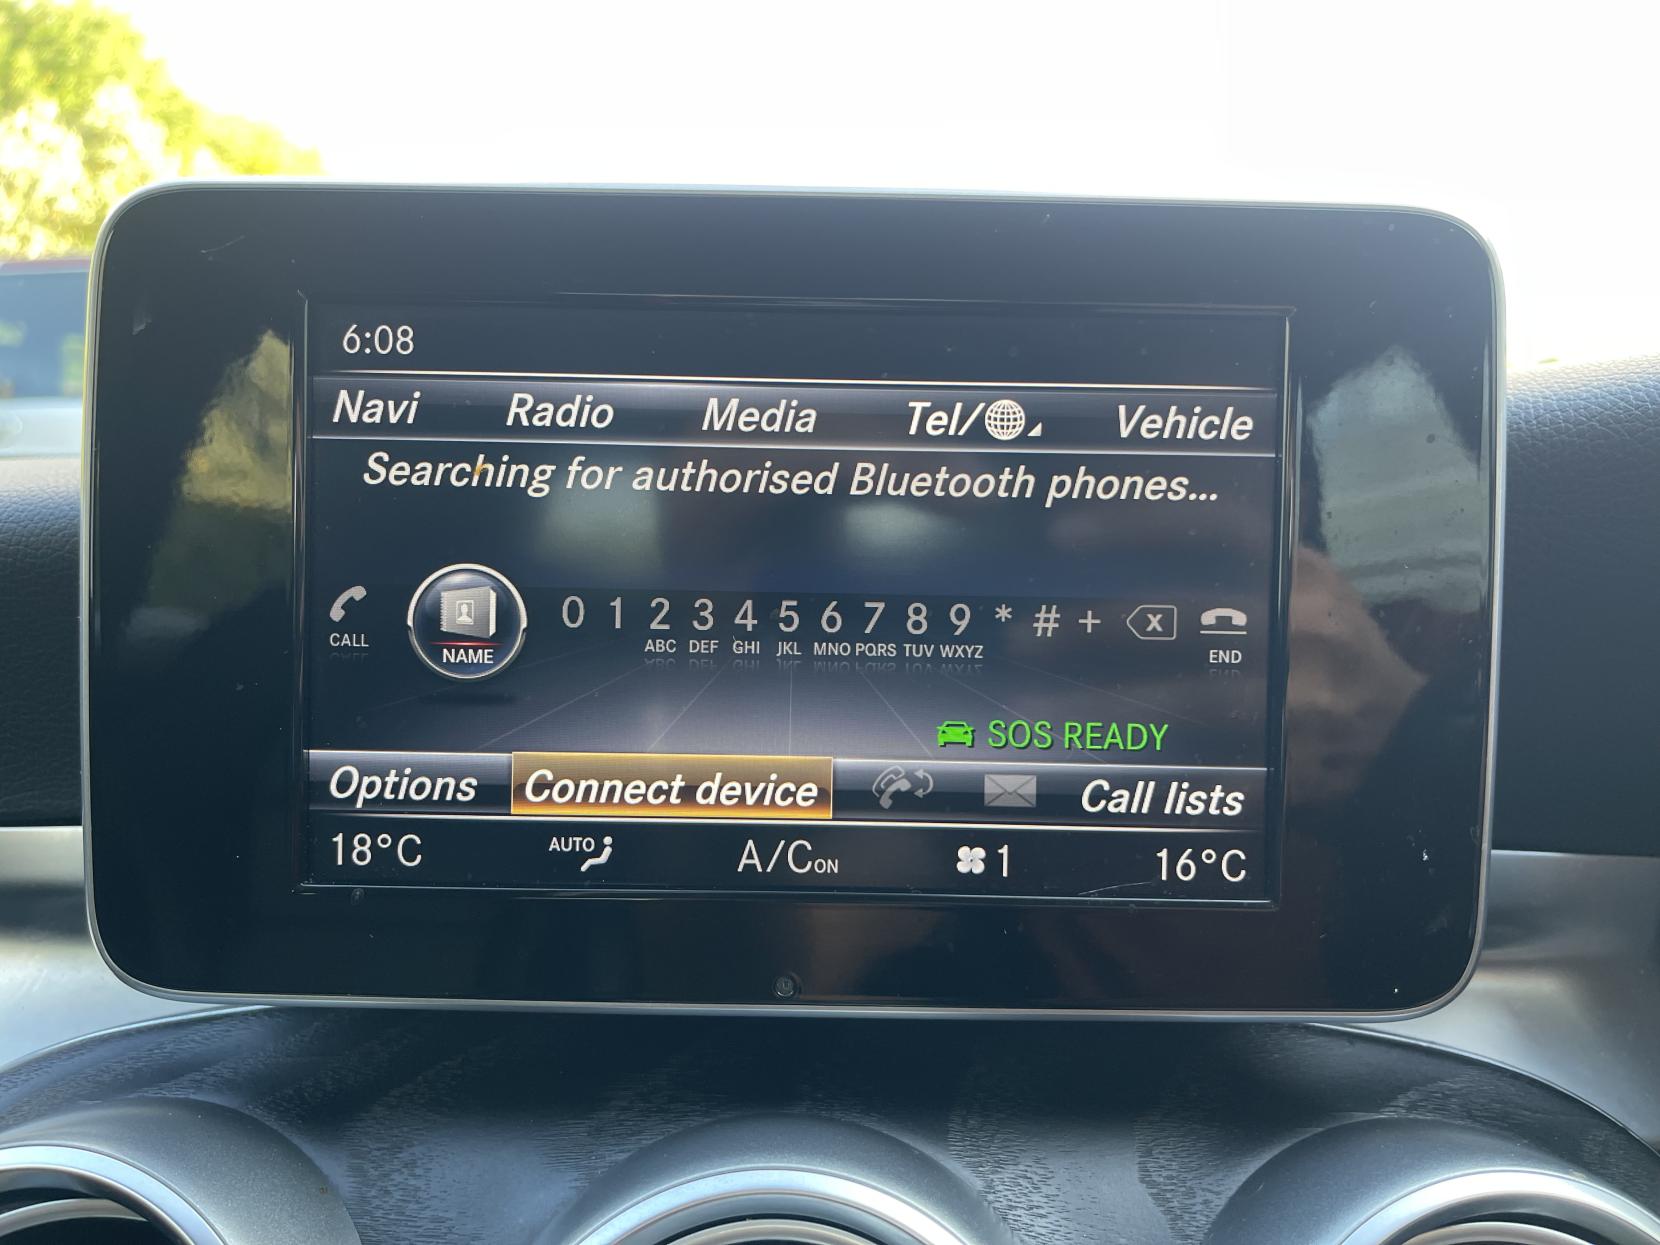 6:08
Navi Radio Media Tel/ Vehicle
Searching for authorised Bluetooth phones...
0 1 2 3 4 5 6 7 8 9 * # + x
CALL NAME ABC DEF GHI JKL MNO PQRS TUV WXYZ END
SOS READY
Options Connect device Call lists
18°C AUTO A/C ON 1 16°C